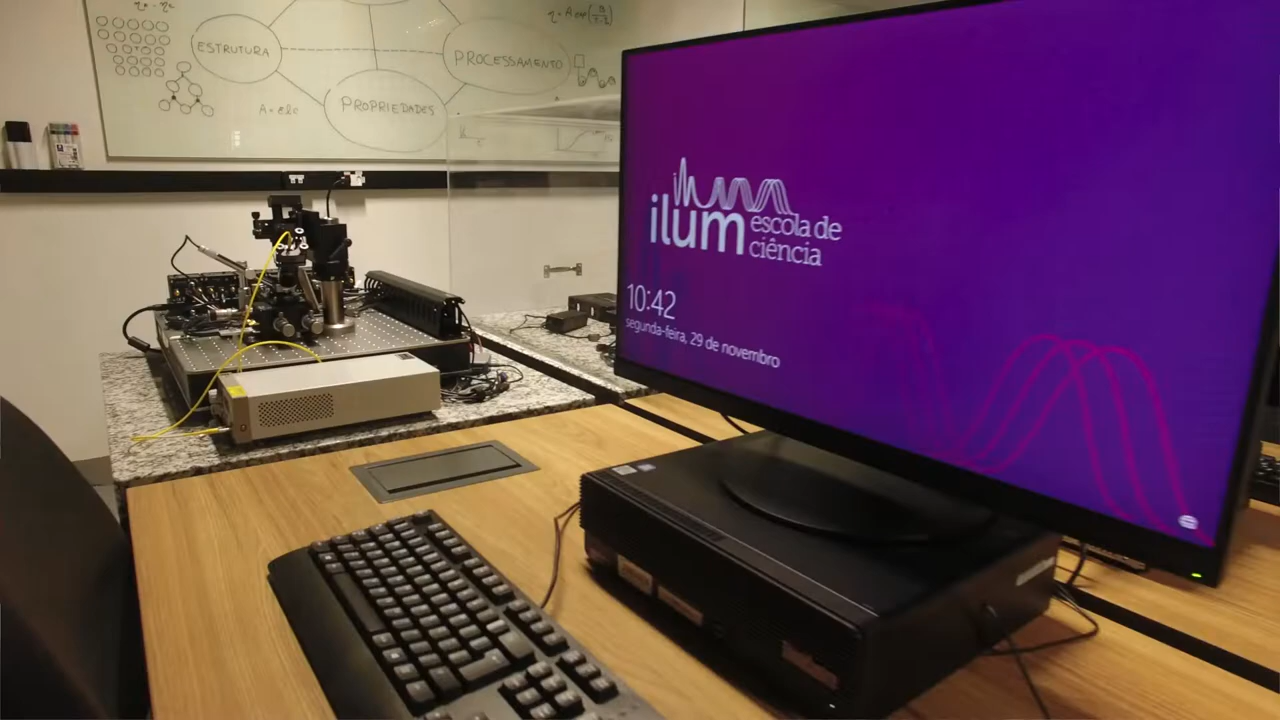 ESTRUTURA
PROCESSAMENTO
PROPRIEDADES
ilum escola de
ciência
10:42
segunda-feira, 29 de novembro